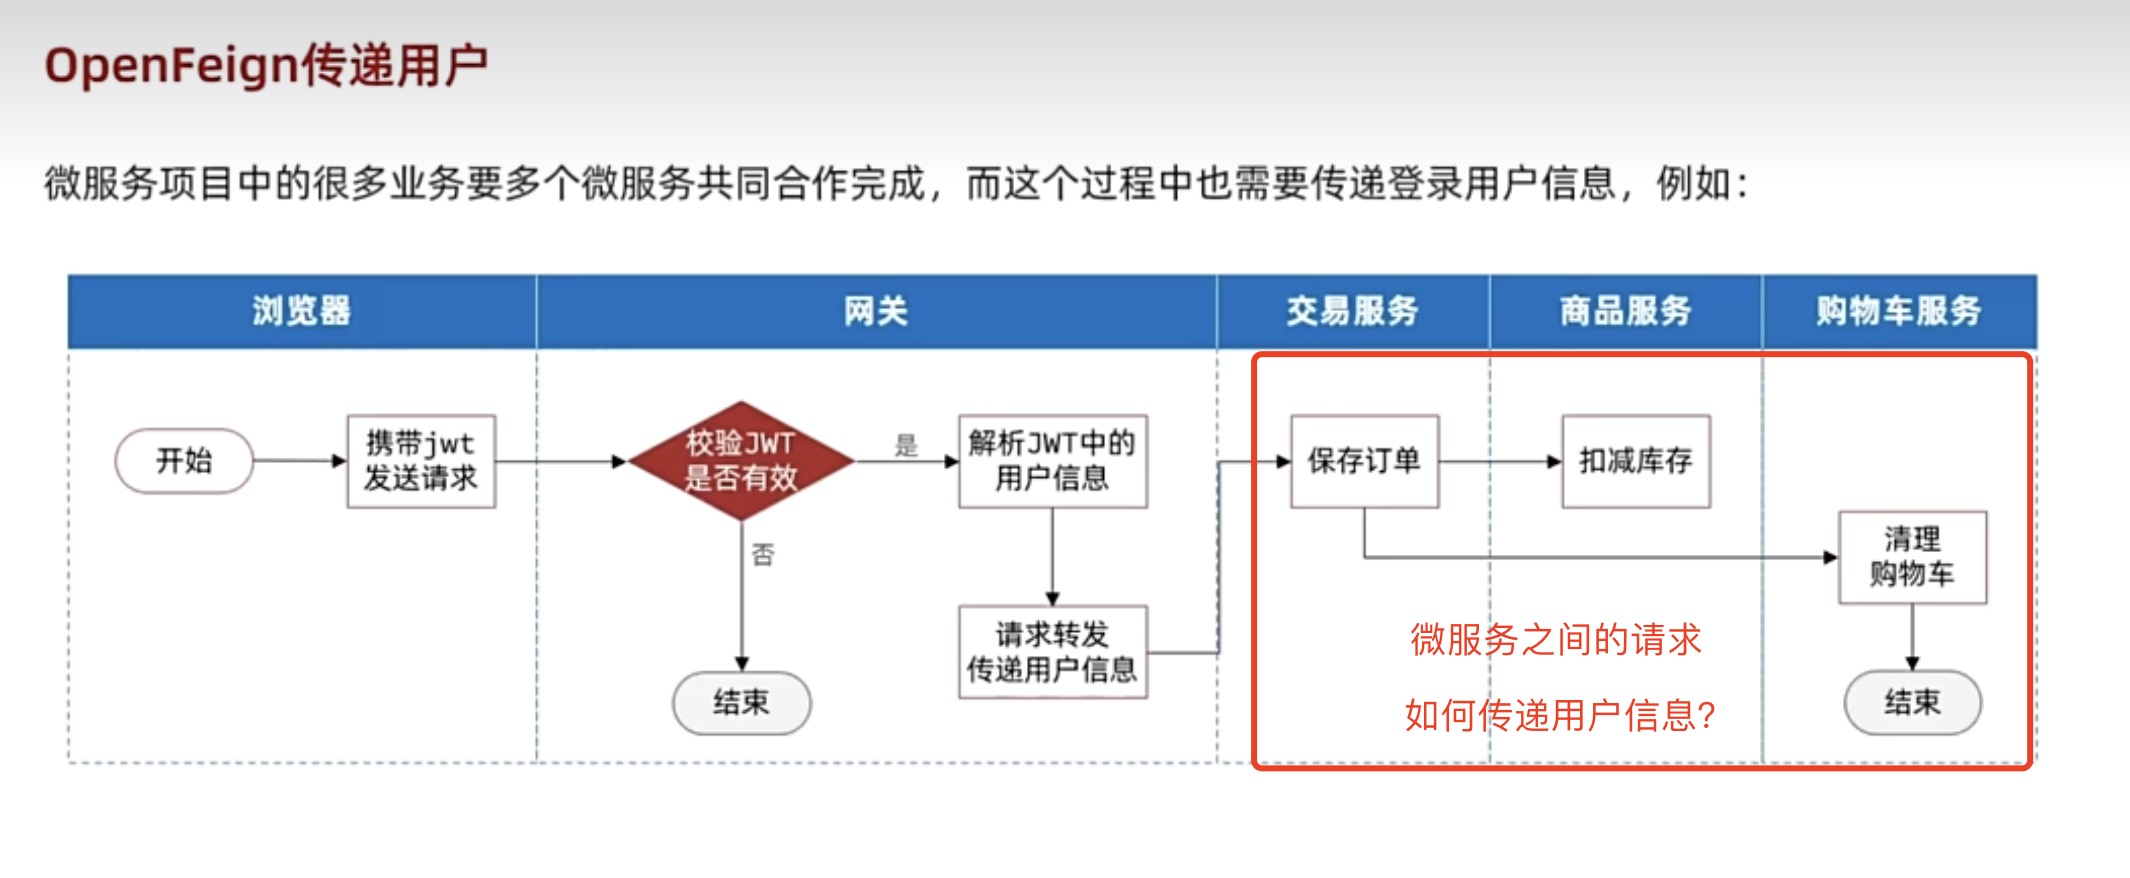 OpenFeign传递用户
微服务项目中的很多业务要多个微服务共同合作完成，而这个过程中也需要传递登录用户信息，例如：
浏览器
网关
交易服务
商品服务
购物车服务
开始
携带jwt
发送请求
校验JWT
是否有效
是
解析JWT中的
用户信息
保存订单
扣减库存
否
清理
购物车
请求转发
传递用户信息
微服务之间的请求
如何传递用户信息？
结束
结束